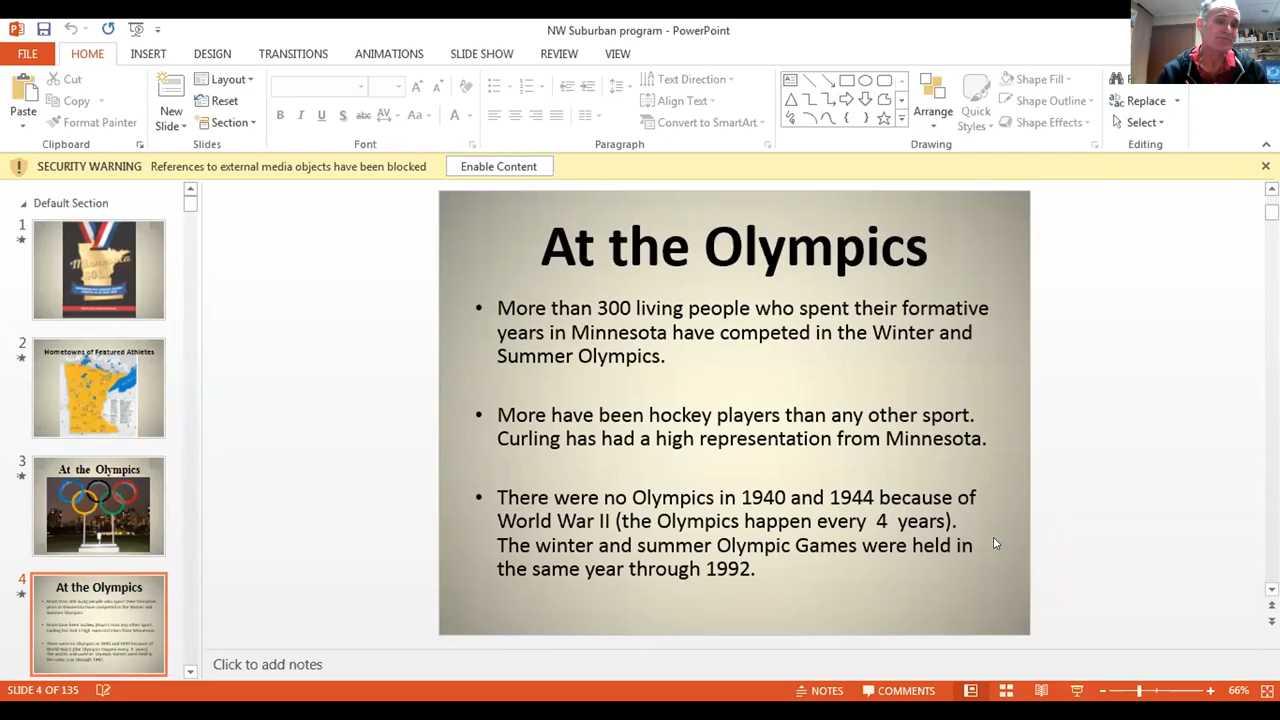 NW Suburban program - PowerPoint
FILE HOME INSERT DESIGN TRANSITIONS ANIMATIONS SLIDE SHOW REVIEW VIEW
Paste
Cut
Copy
Format Painter
Clipboard
New
Slide
Layout
Reset
Section
Slides
Font
Text Direction
Align Text
Convert to SmartArt
Paragraph
Arrange
Quick
Styles
Shape Fill
Shape Outline
Shape Effects
Drawing
Replace
Select
Editing
SECURITY WARNING References to external media objects have been blocked Enable Content
Default Section
1
2
Hometowns of Featured Athletes
3
At the Olympics
4
At the Olympics
At the Olympics
• More than 300 living people who spent their formative
years in Minnesota have competed in the Winter and
Summer Olympics.
• More have been hockey players than any other sport.
Curling has had a high representation from Minnesota.
• There were no Olympics in 1940 and 1944 because of
World War II (the Olympics happen every 4 years).
The winter and summer Olympic Games were held in
the same year through 1992.
Click to add notes
SLIDE 4 OF 135
NOTES COMMENTS 66%